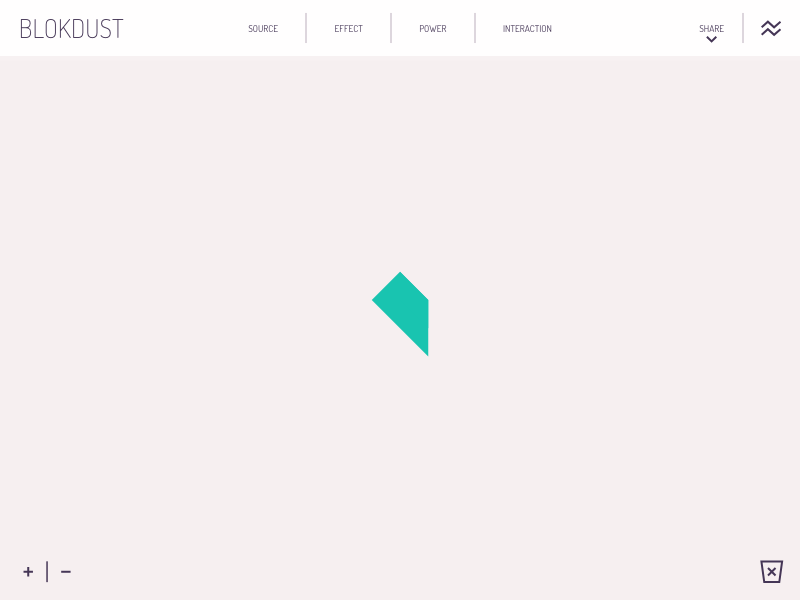 BLOKDUST
SOURCE
EFFECT
POWER
INTERACTION
SHARE